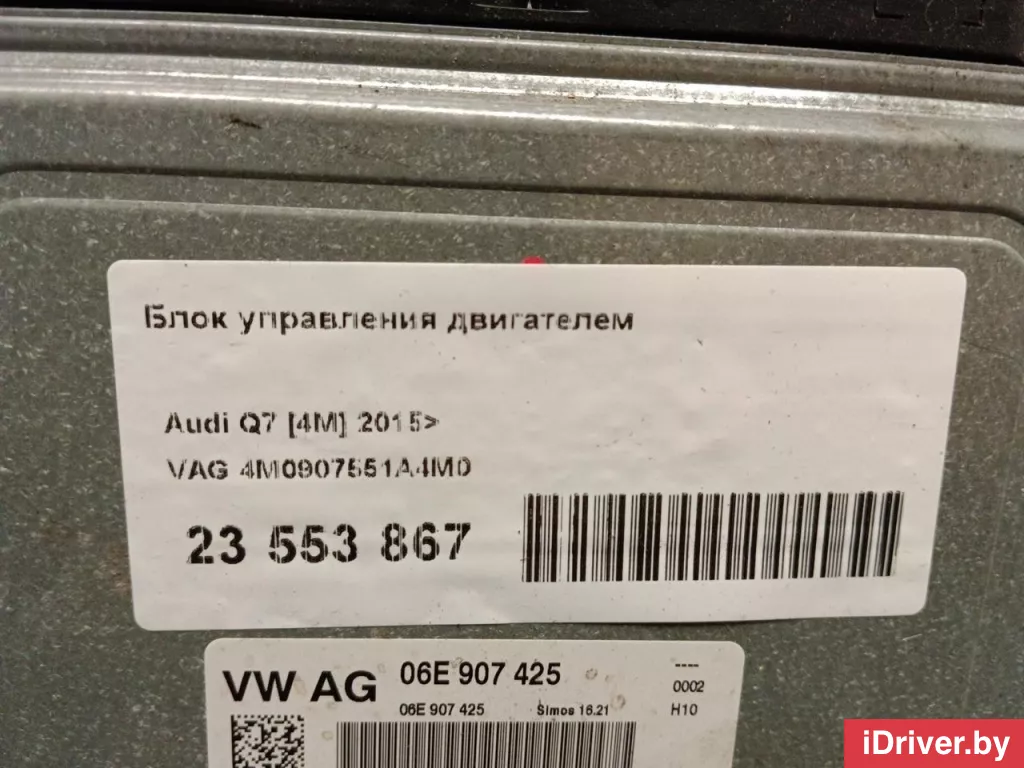 Блок управления двигателем
Audi Q7 [4M] 2015>
VAG 4M0907551A4M0
23 553 867
VW AG 06E 907 425 ----
0002
06E 907 425 Simos 16.21 H10
iDriver.by